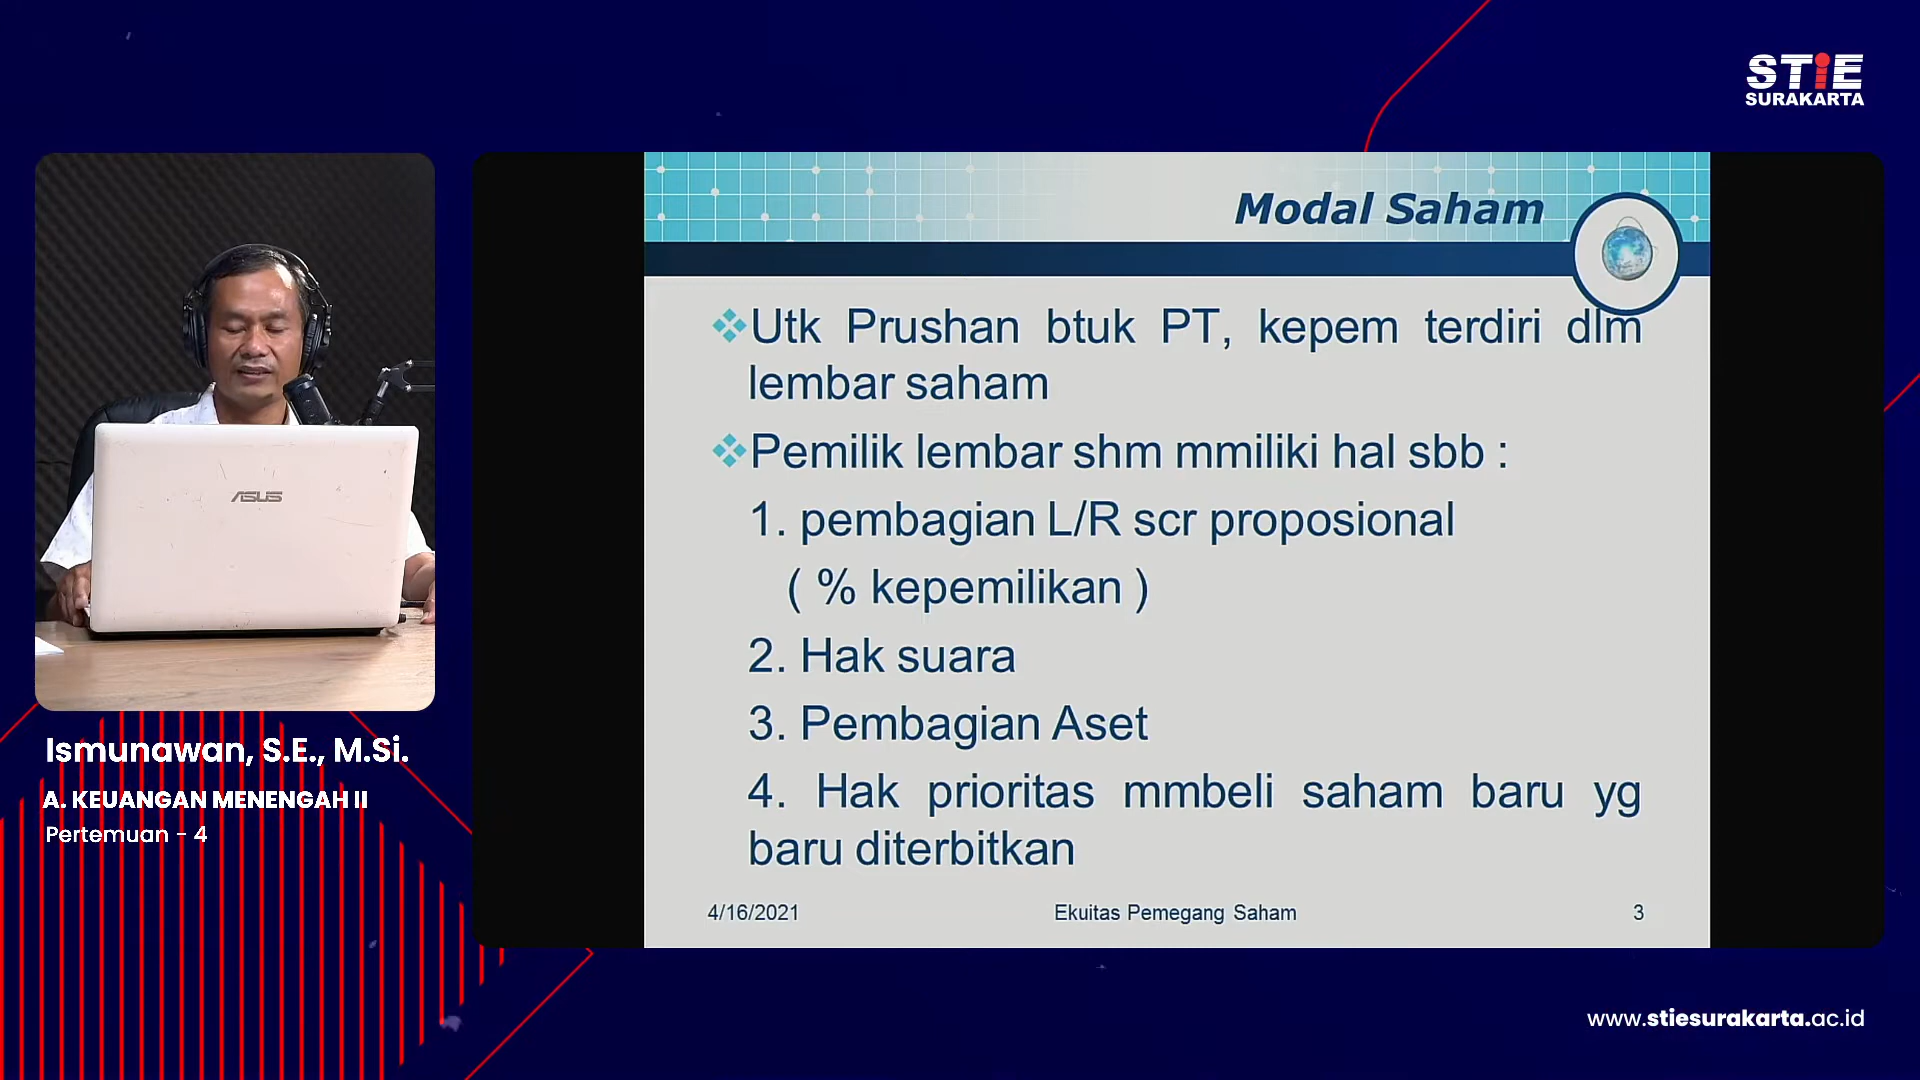 STiE
SURAKARTA
Modal Saham
Utk Prushan btuk PT, kepem terdiri dlm
lembar saham
Pemilik lembar shm mmiliki hal sbb :
1. pembagian L/R scr proposional
( % kepemilikan )
2. Hak suara
3. Pembagian Aset
4. Hak prioritas mmbeli saham baru yg
baru diterbitkan
4/16/2021
Ekuitas Pemegang Saham
3
ASUS
Ismunawan, S.E., M.Si.
A. KEUANGAN MENENGAH II
Pertemuan - 4
www.stiesurakarta.ac.id